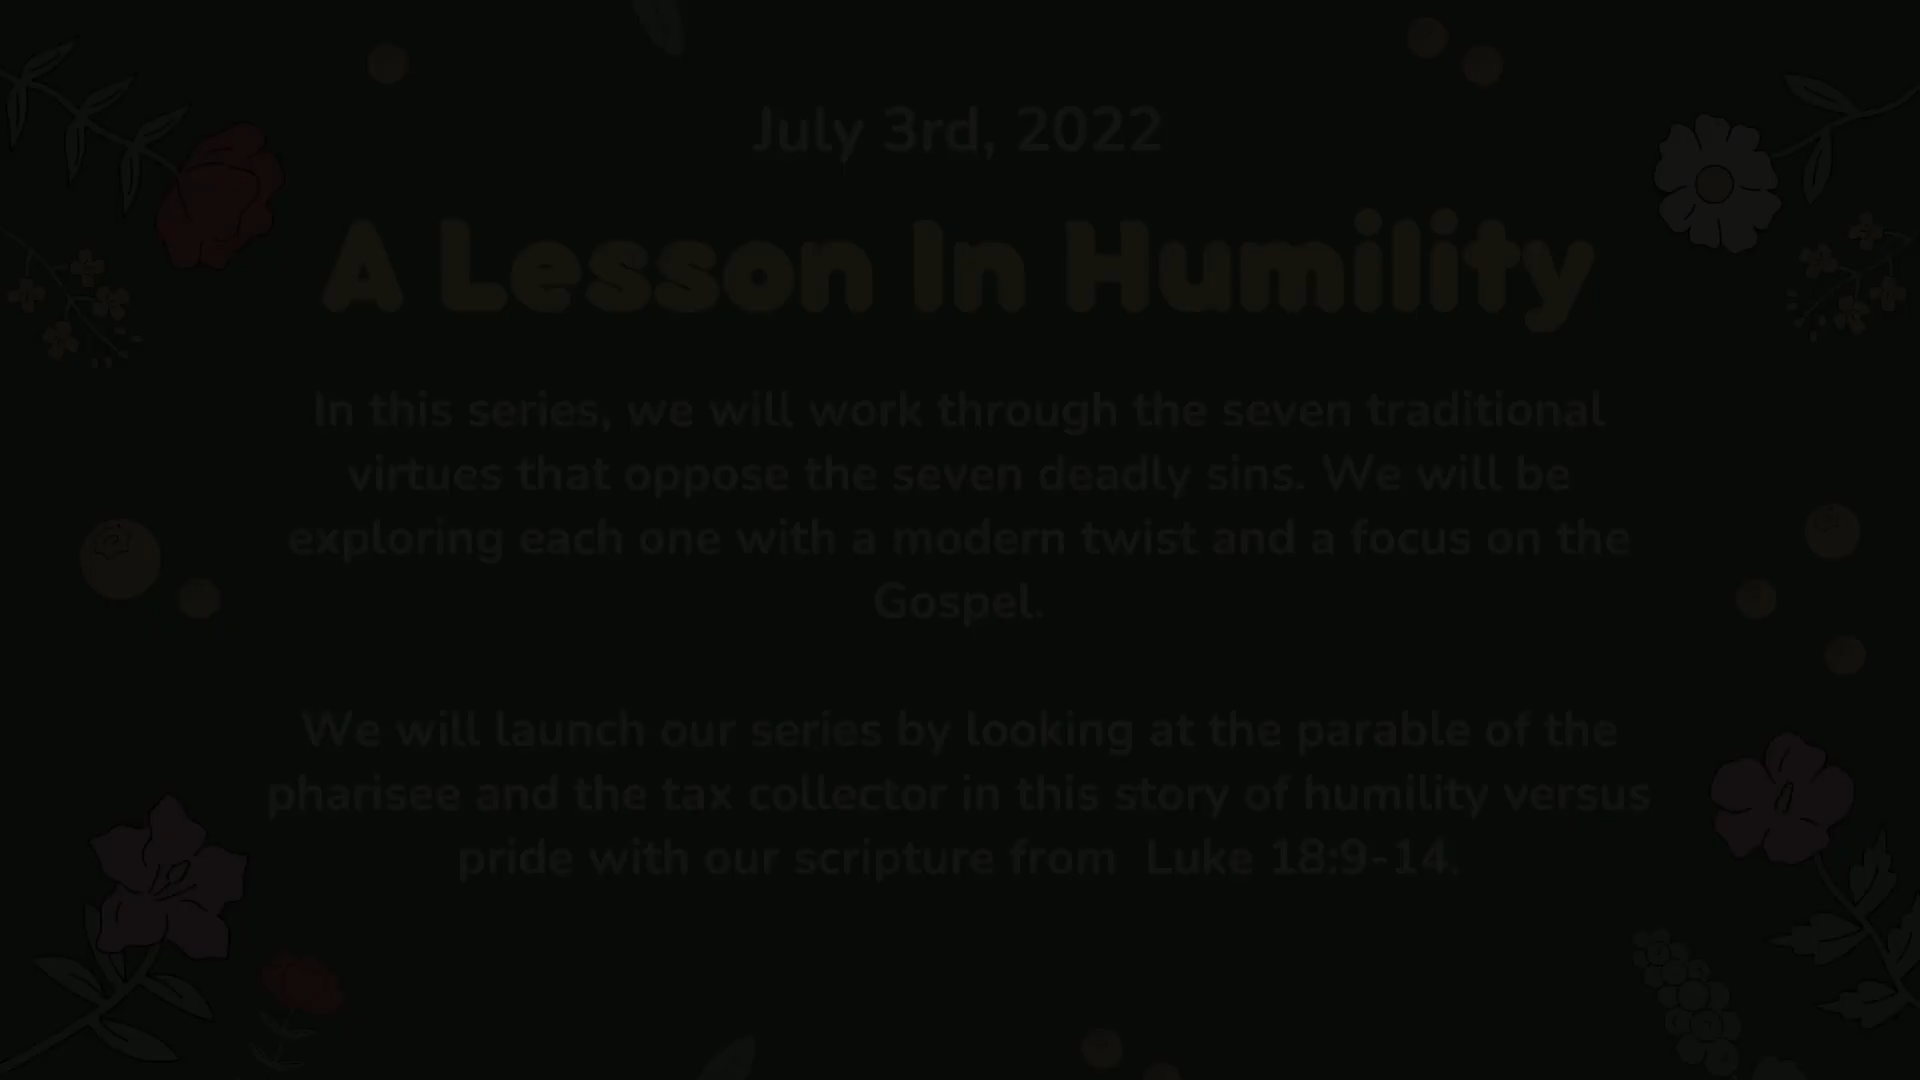 July 3rd, 2022
A Lesson In Humility
In this series, we will work through the seven traditional
virtues that oppose the seven deadly sins. We will be
exploring each one with a modern twist and a focus on the
Gospel.
We will launch our series by looking at the parable of the
pharisee and the tax collector in this story of humility versus
pride with our scripture from Luke 18:9-14.